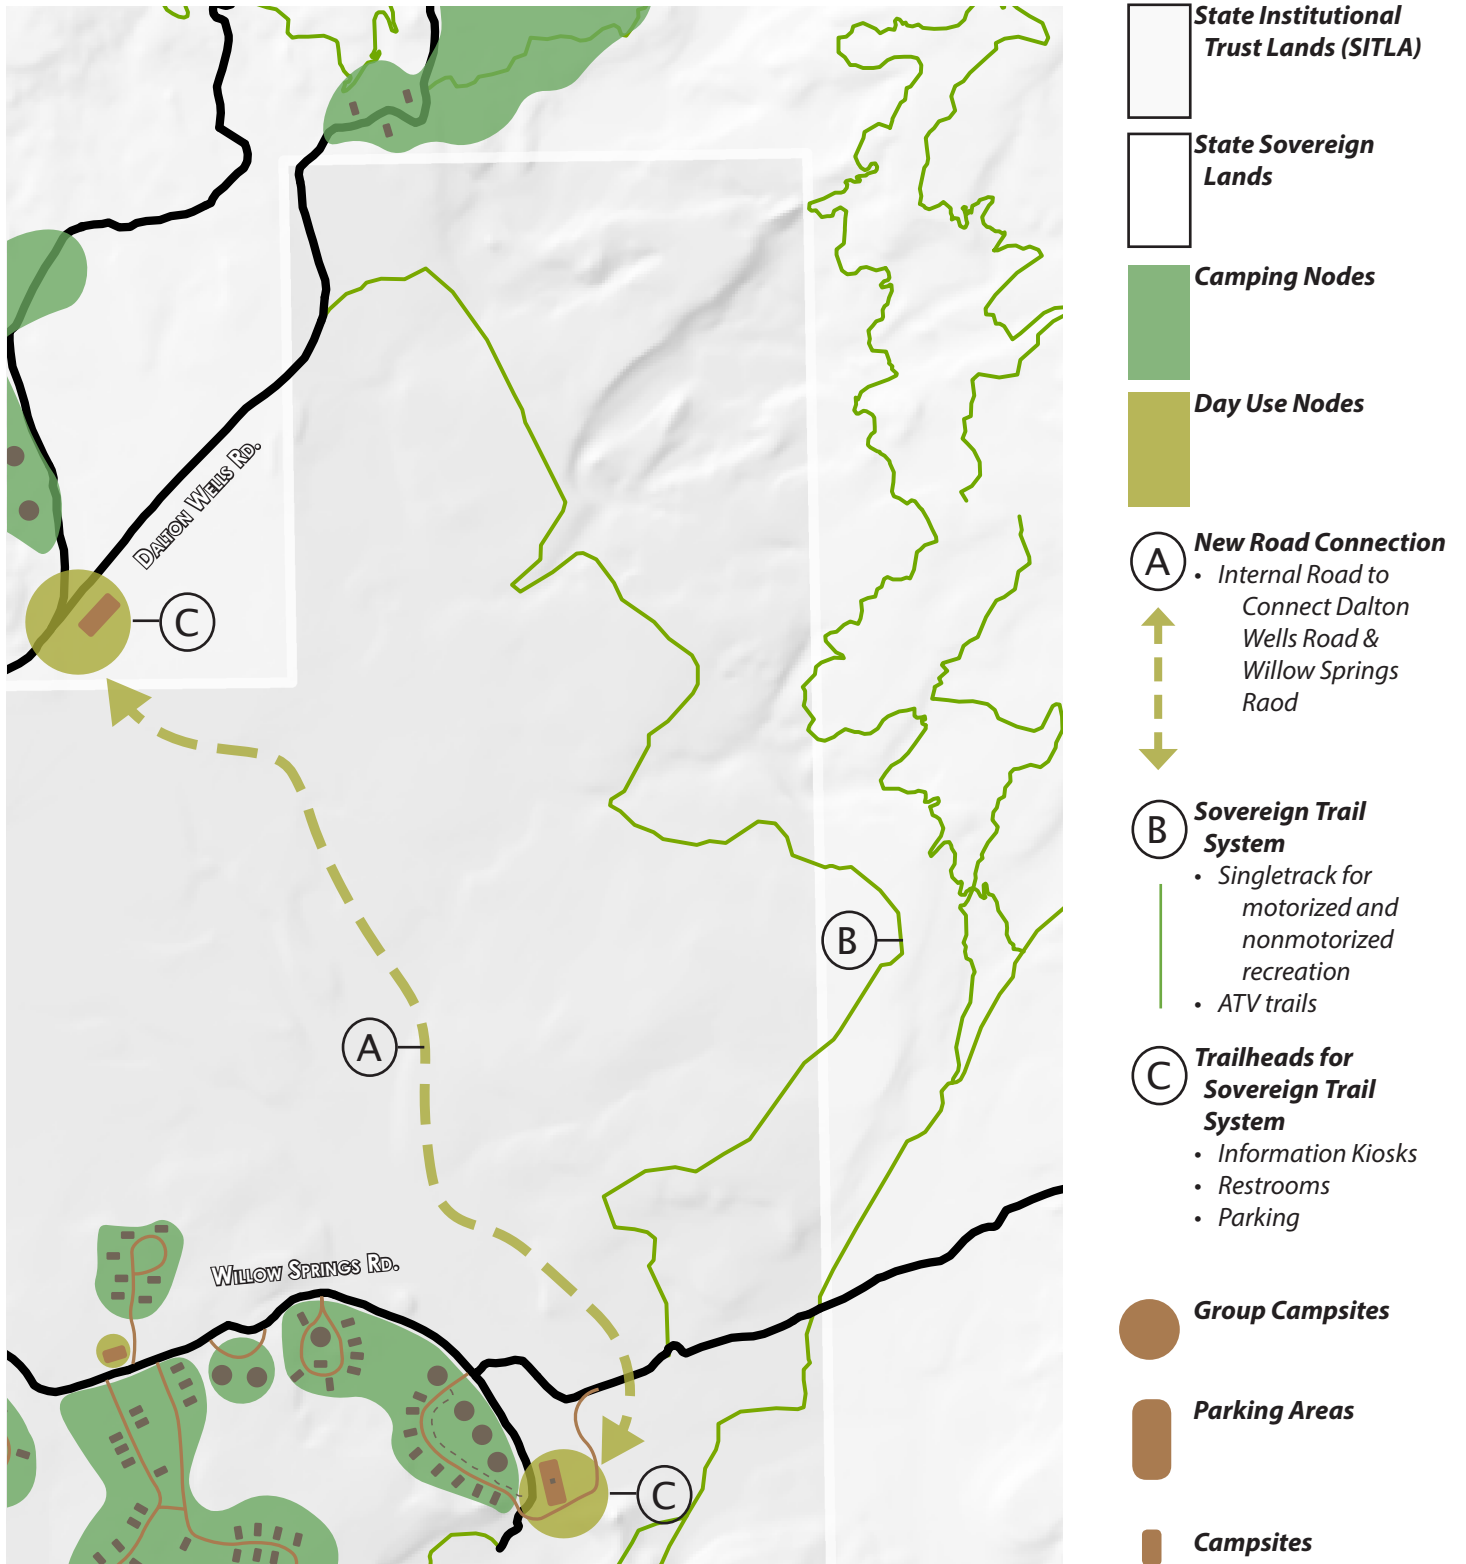 State Institutional
Trust Lands (SITLA)
State Sovereign
Lands
Camping Nodes
Day Use Nodes
A
New Road Connection
• Internal Road to
Connect Dalton
Wells Road &
Willow Springs
Raod
B
Sovereign Trail
System
• Singletrack for
motorized and
nonmotorized
recreation
• ATV trails
C
Trailheads for
Sovereign Trail
System
• Information Kiosks
• Restrooms
• Parking
Group Campsites
Parking Areas
Campsites
Dalton Wells Rd.
C
B
A
Willow Springs Rd.
C